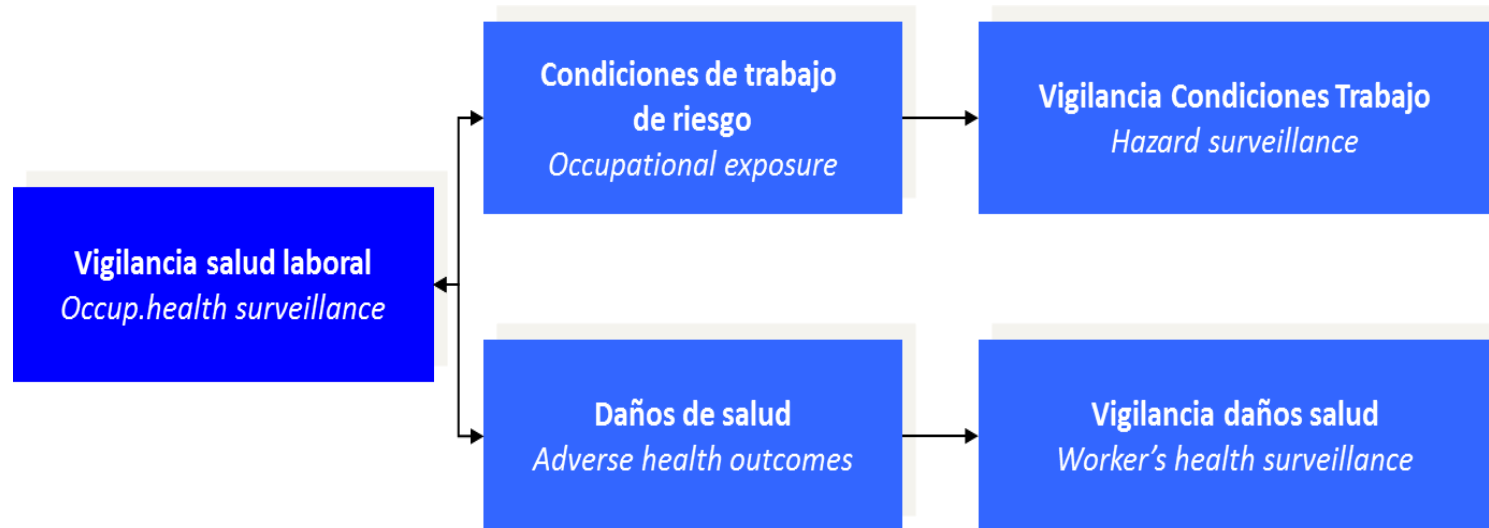 Condiciones de trabajo
de riesgo
Occupational exposure
Vigilancia Condiciones Trabajo
Hazard surveillance
Vigilancia salud laboral
Occup.health surveillance
Daños de salud
Adverse health outcomes
Vigilancia daños salud
Worker’s health surveillance